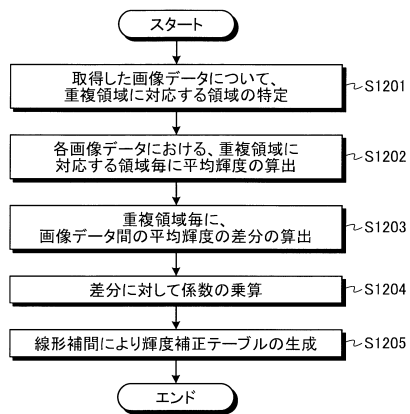 スタート
取得した画像データについて、
重複領域に対応する領域の特定
S1201
各画像データにおける、重複領域に
対応する領域毎に平均輝度の算出
S1202
重複領域毎に、
画像データ間の平均輝度の差分の算出
S1203
差分に対して係数の乗算
S1204
線形補間により輝度補正テーブルの生成
S1205
エンド